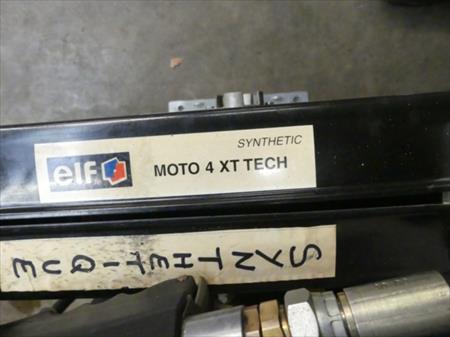 SYNTHETIC
elf MOTO 4 XT TECH
SYNTHETIQUE